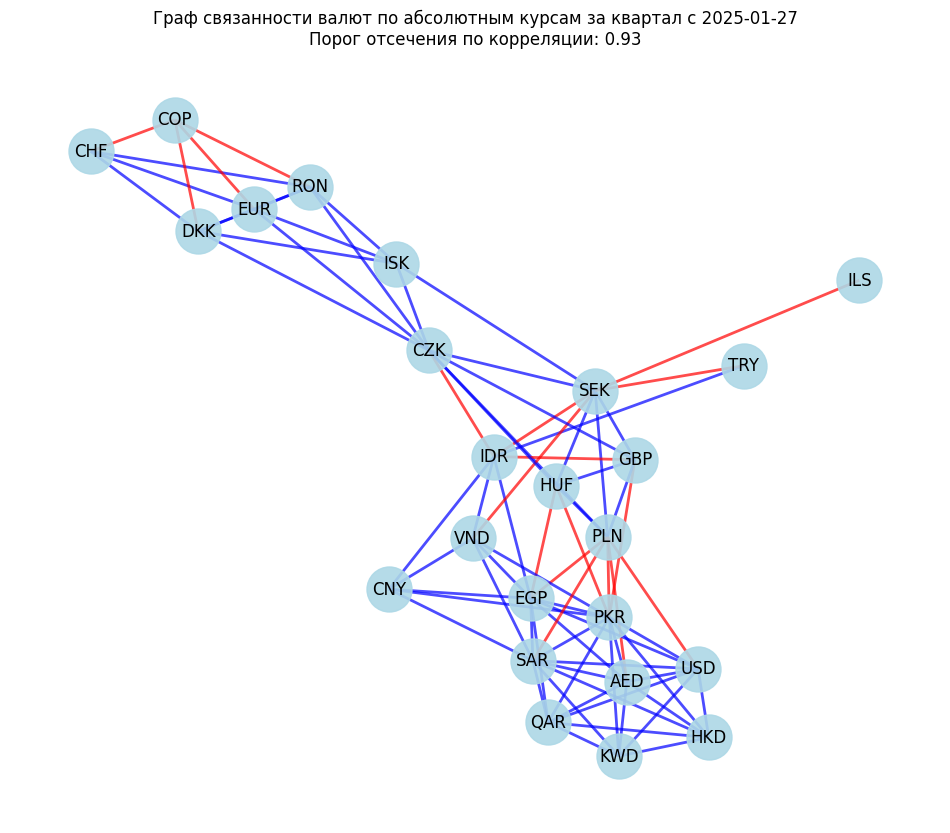 Граф связанности валют по абсолютным курсам за квартал с 2025-01-27
Порог отсечения по корреляции: 0.93
COP
CHF
RON
EUR
DKK
ISK
ILS
CZK
TRY
SEK
IDR
GBP
HUF
VND
PLN
CNY
EGP
PKR
SAR
USD
AED
QAR
HKD
KWD